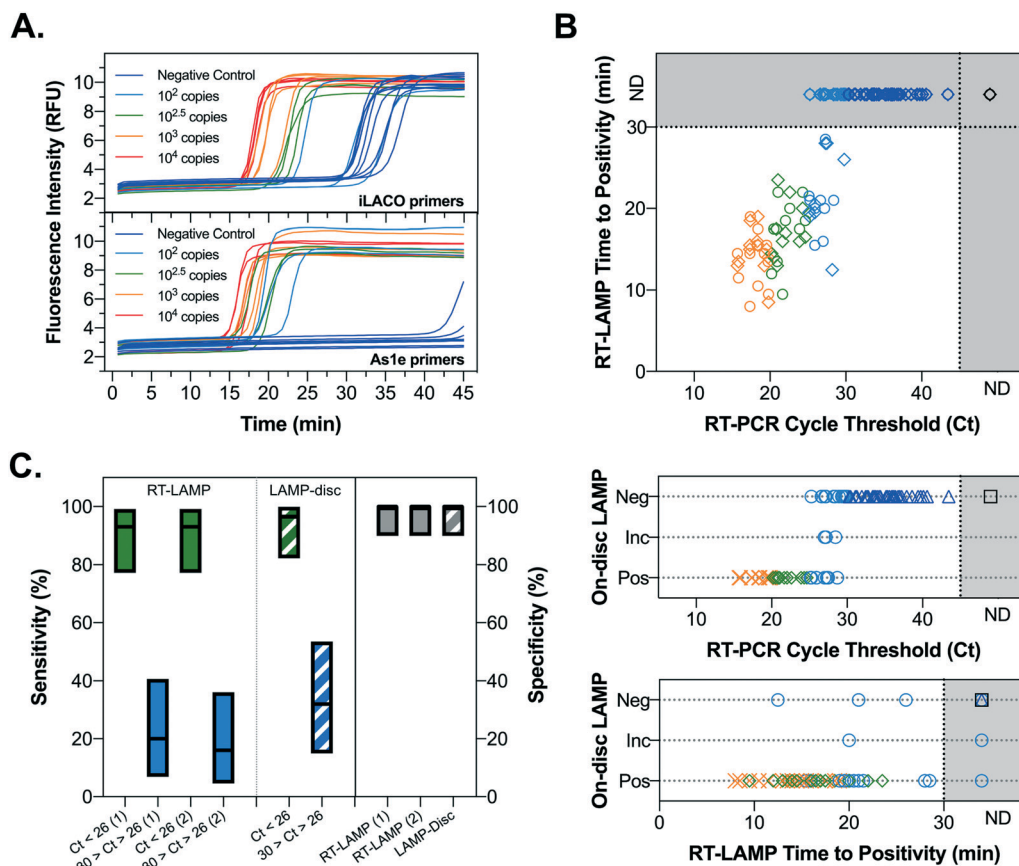 A.
Fluorescence Intensity (RFU)
10
8
6
4
2
Negative Control
10² copies
10²·⁵ copies
10³ copies
10⁴ copies
iLACO primers
10
8
6
4
2
Negative Control
10² copies
10²·⁵ copies
10³ copies
10⁴ copies
As1e primers
0 5 10 15 20 25 30 35 40 45
Time (min)
B.
RT-LAMP Time to Positivity (min)
ND
30
20
10
0
10 20 30 40 ND
RT-PCR Cycle Threshold (Ct)
On-disc LAMP
Neg
Inc
Pos
10 20 30 40 ND
RT-PCR Cycle Threshold (Ct)
On-disc LAMP
Neg
Inc
Pos
0 10 20 30 ND
RT-LAMP Time to Positivity (min)
C.
RT-LAMP LAMP-disc
Sensitivity (%)
100
80
60
40
20
0
100
80
60
40
20
0
Specificity (%)
Ct < 26 (1)
30 > Ct > 26 (1)
Ct < 26 (2)
30 > Ct > 26 (2)
Ct < 26
30 > Ct > 26
RT-LAMP (1)
RT-LAMP (2)
LAMP-Disc